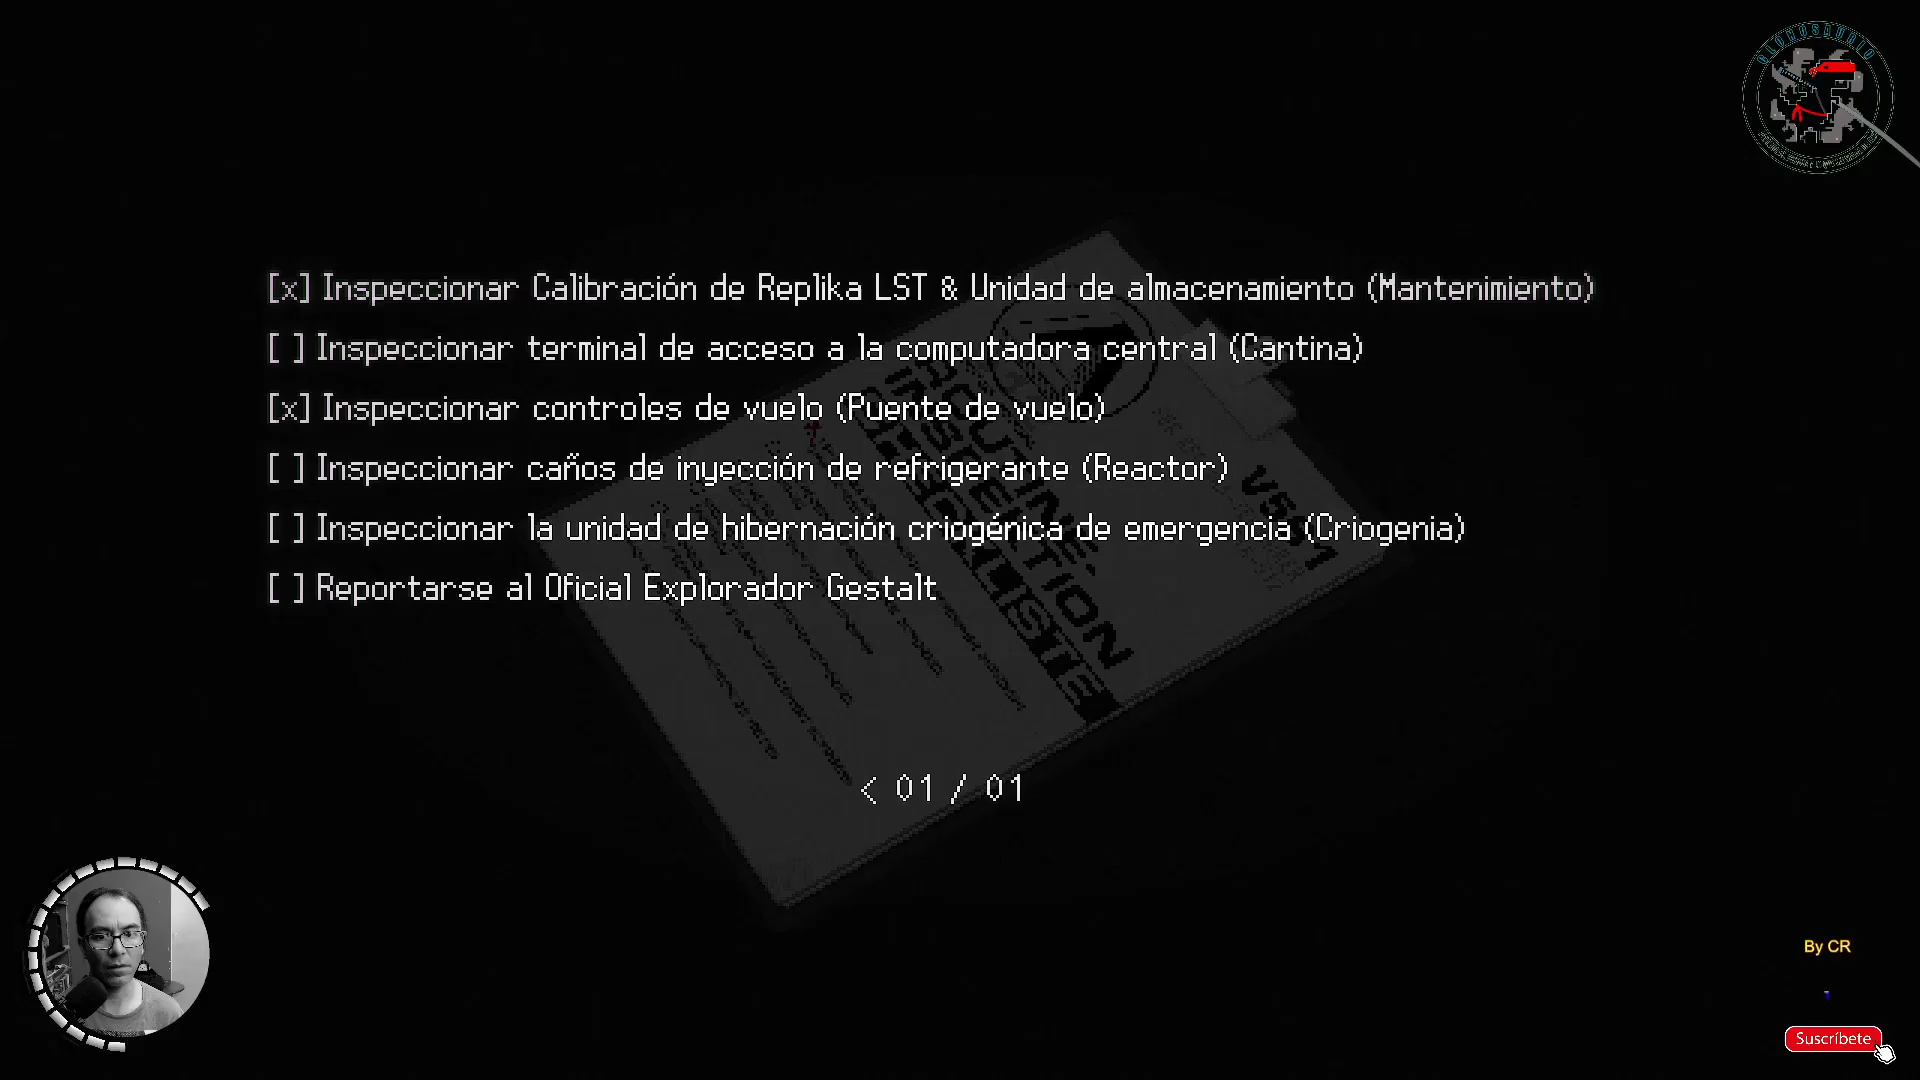 GLOBOSAURIO
[x] Inspeccionar Calibración de Replika LST & Unidad de almacenamiento (Mantenimiento)
[ ] Inspeccionar terminal de acceso a la computadora central (Cantina)
[x] Inspeccionar controles de vuelo (Puente de vuelo)
[ ] Inspeccionar caños de inyección de refrigerante (Reactor)
[ ] Inspeccionar la unidad de hibernación criogénica de emergencia (Criogenia)
[ ] Reportarse al Oficial Explorador Gestalt
< 01 / 01
By CR
Suscríbete